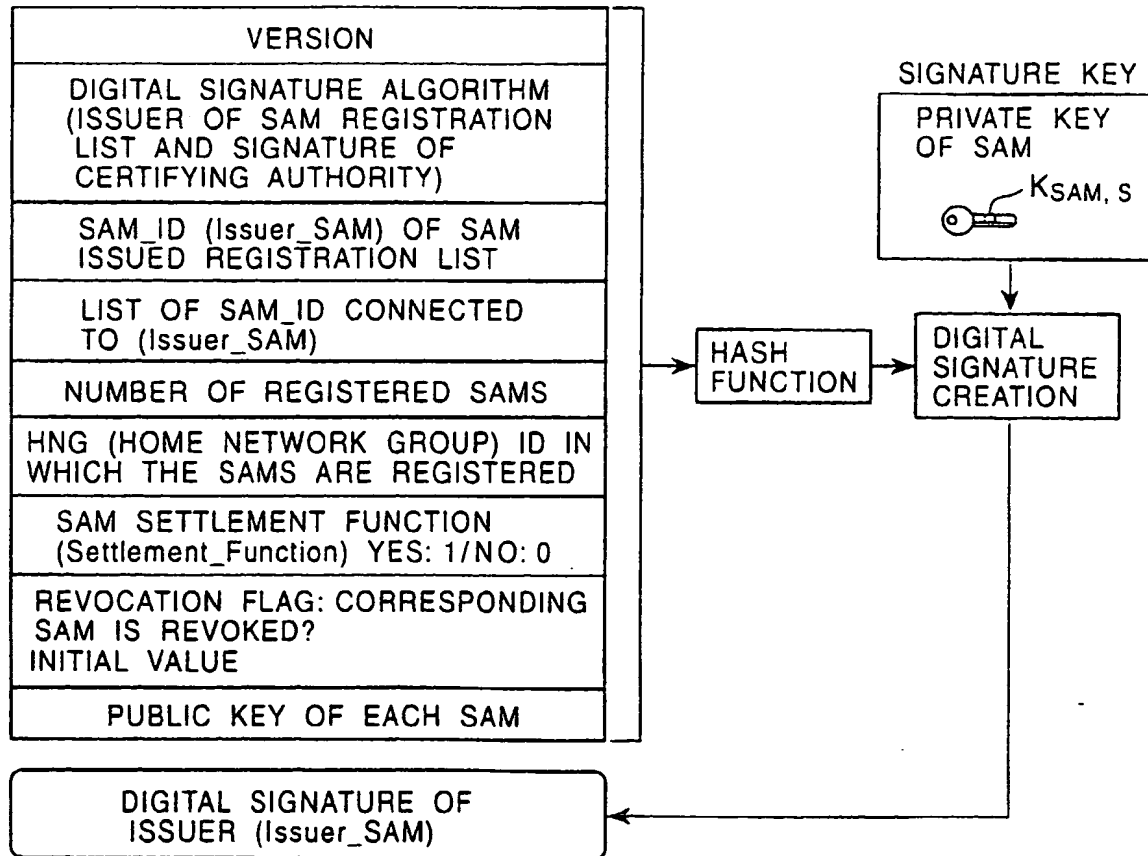 VERSION
DIGITAL SIGNATURE ALGORITHM
(ISSUER OF SAM REGISTRATION
LIST AND SIGNATURE OF
CERTIFYING AUTHORITY)
SAM_ID (Issuer_SAM) OF SAM
ISSUED REGISTRATION LIST
LIST OF SAM_ID CONNECTED
TO (Issuer_SAM)
NUMBER OF REGISTERED SAMS
HNG (HOME NETWORK GROUP) ID IN
WHICH THE SAMS ARE REGISTERED
SAM SETTLEMENT FUNCTION
(Settlement_Function) YES: 1/NO: 0
REVOCATION FLAG: CORRESPONDING
SAM IS REVOKED?
INITIAL VALUE
PUBLIC KEY OF EACH SAM
HASH
FUNCTION
SIGNATURE KEY
PRIVATE KEY
OF SAM
KSAM, S
DIGITAL
SIGNATURE
CREATION
DIGITAL SIGNATURE OF
ISSUER (Issuer_SAM)